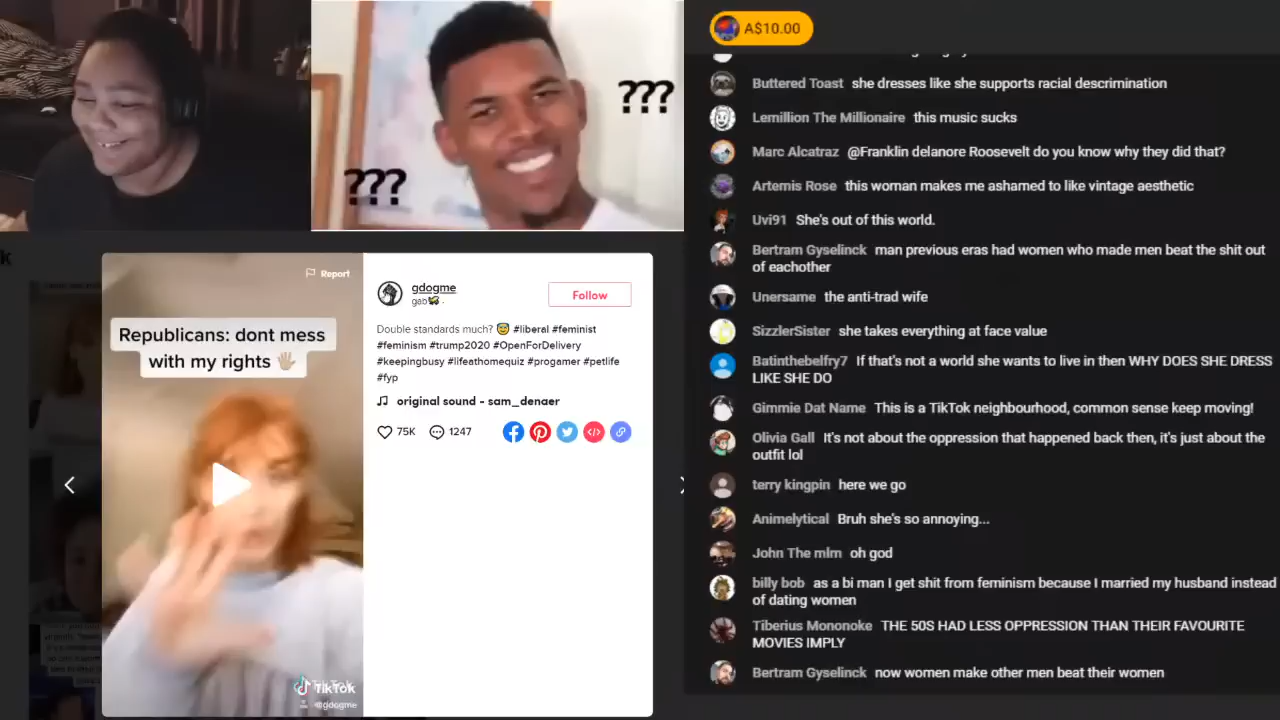 A$10.00
???
???
Buttered Toast she dresses like she supports racial descrimination
Lemillion The Millionaire this music sucks
Marc Alcatraz @Franklin delanore Roosevelt do you know why they did that?
Artemis Rose this woman makes me ashamed to like vintage aesthetic
Uvi91 She's out of this world.
Bertram Gyselinck man previous eras had women who made men beat the shit out
of eachother
Unersame the anti-trad wife
SizzlerSister she takes everything at face value
Batinthebelfry7 If that's not a world she wants to live in then WHY DOES SHE DRESS
LIKE SHE DO
Gimmie Dat Name This is a TikTok neighbourhood, common sense keep moving!
Olivia Gall It's not about the oppression that happened back then, it's just about the
outfit lol
terry kingpin here we go
Animelytical Bruh she's so annoying...
John The mlm oh god
billy bob as a bi man I get shit from feminism because I married my husband instead
of dating women
Tiberius Mononoke THE 50S HAD LESS OPPRESSION THAN THEIR FAVOURITE
MOVIES IMPLY
Bertram Gyselinck now women make other men beat their women
k
Report
Republicans: dont mess
with my rights 🖐🏼
TikTok
@gdogme
gdogme
gab
Follow
Double standards much? 😇 #liberal #feminist
#feminism #trump2020 #OpenForDelivery
#keepingbusy #lifeathomequiz #progamer #petlife
#fyp
original sound - sam_denaer
75K 1247